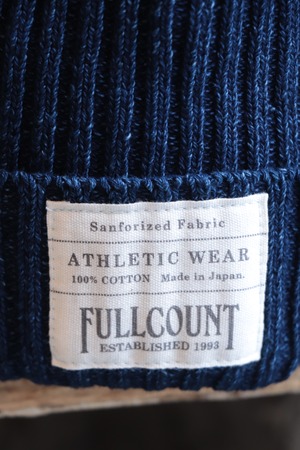 Sanforized Fabric
ATHLETIC WEAR
100% COTTON Made in Japan.
FULLCOUNT
ESTABLISHED 1993